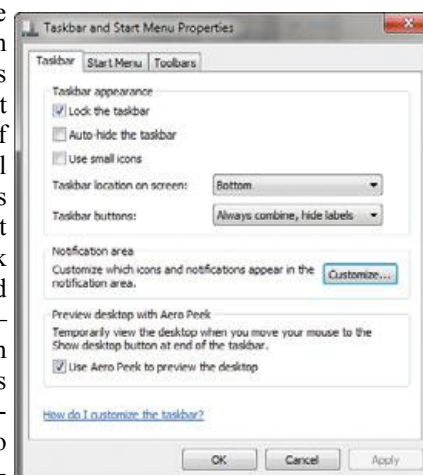 Taskbar and Start Menu Properties
Taskbar Start Menu Toolbars
Taskbar appearance
Lock the taskbar
Auto-hide the taskbar
Use small icons
Taskbar location on screen: Bottom
Taskbar buttons: Always combine, hide labels
Notification area
Customize which icons and notifications appear in the
notification area.
Customize...
Preview desktop with Aero Peek
Temporarily view the desktop when you move your mouse to the
Show desktop button at end of the taskbar.
Use Aero Peek to preview the desktop
How do I customize the taskbar?
OK Cancel Apply